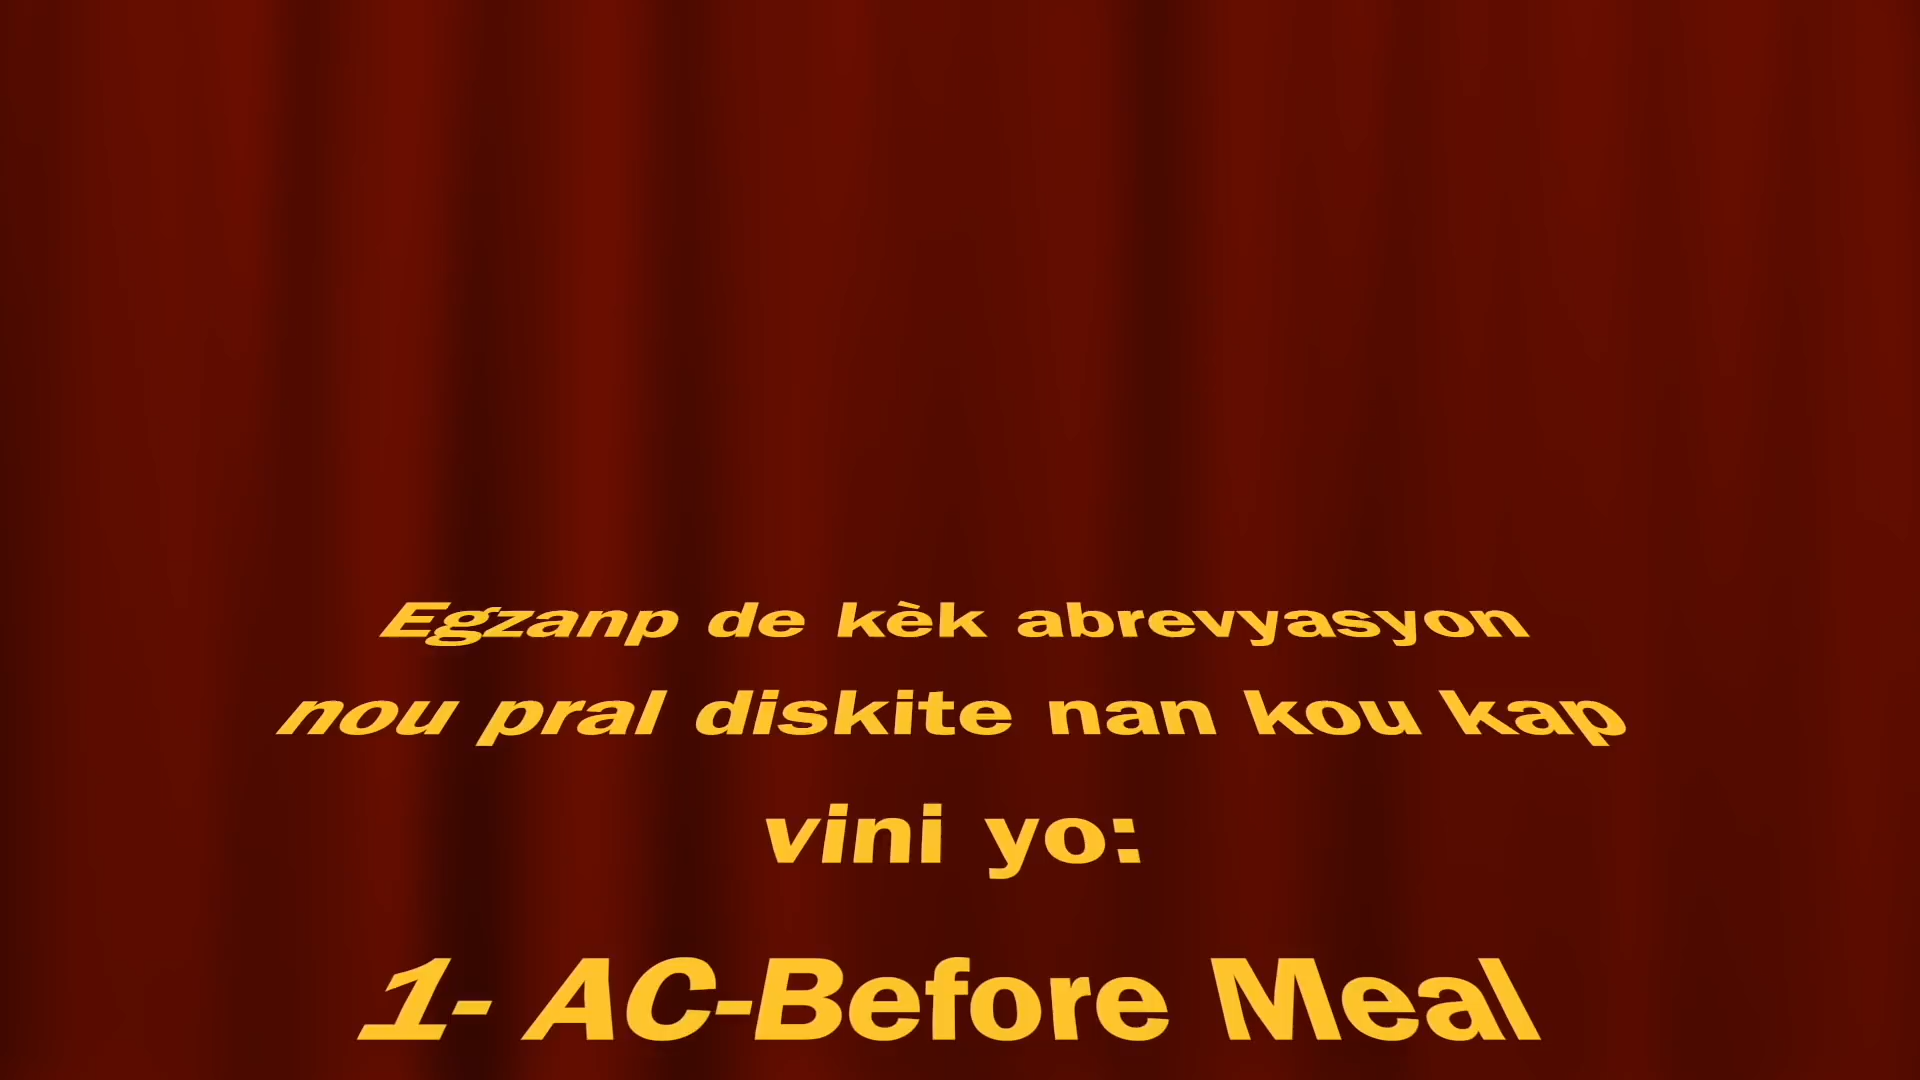 Egzanp de kèk abrevyasyon
nou pral diskite nan kou kap
vini yo:
1- AC-Before Meal